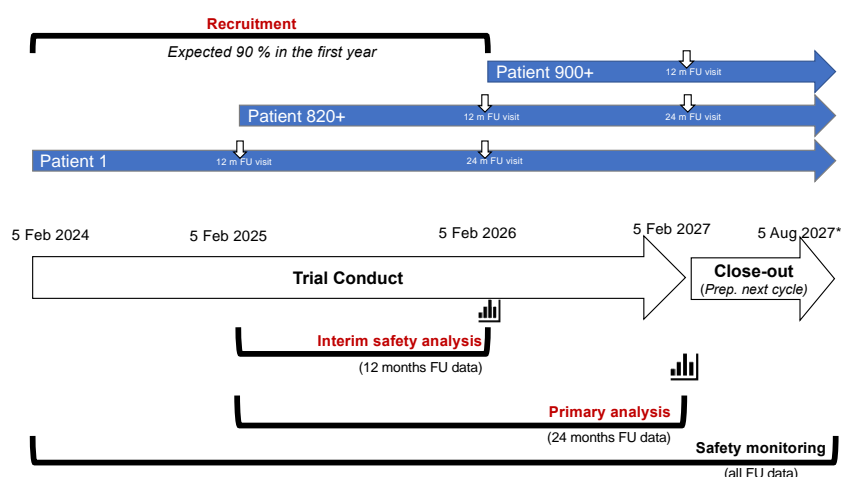 Recruitment
Expected 90 % in the first year
Patient 900+
12 m FU visit
Patient 820+
12 m FU visit
24 m FU visit
Patient 1
12 m FU visit
24 m FU visit
5 Feb 2024
5 Feb 2025
5 Feb 2026
5 Feb 2027
5 Aug 2027*
Trial Conduct
Close-out
(Prep. next cycle)
Interim safety analysis
(12 months FU data)
Primary analysis
(24 months FU data)
Safety monitoring
(all FU data)